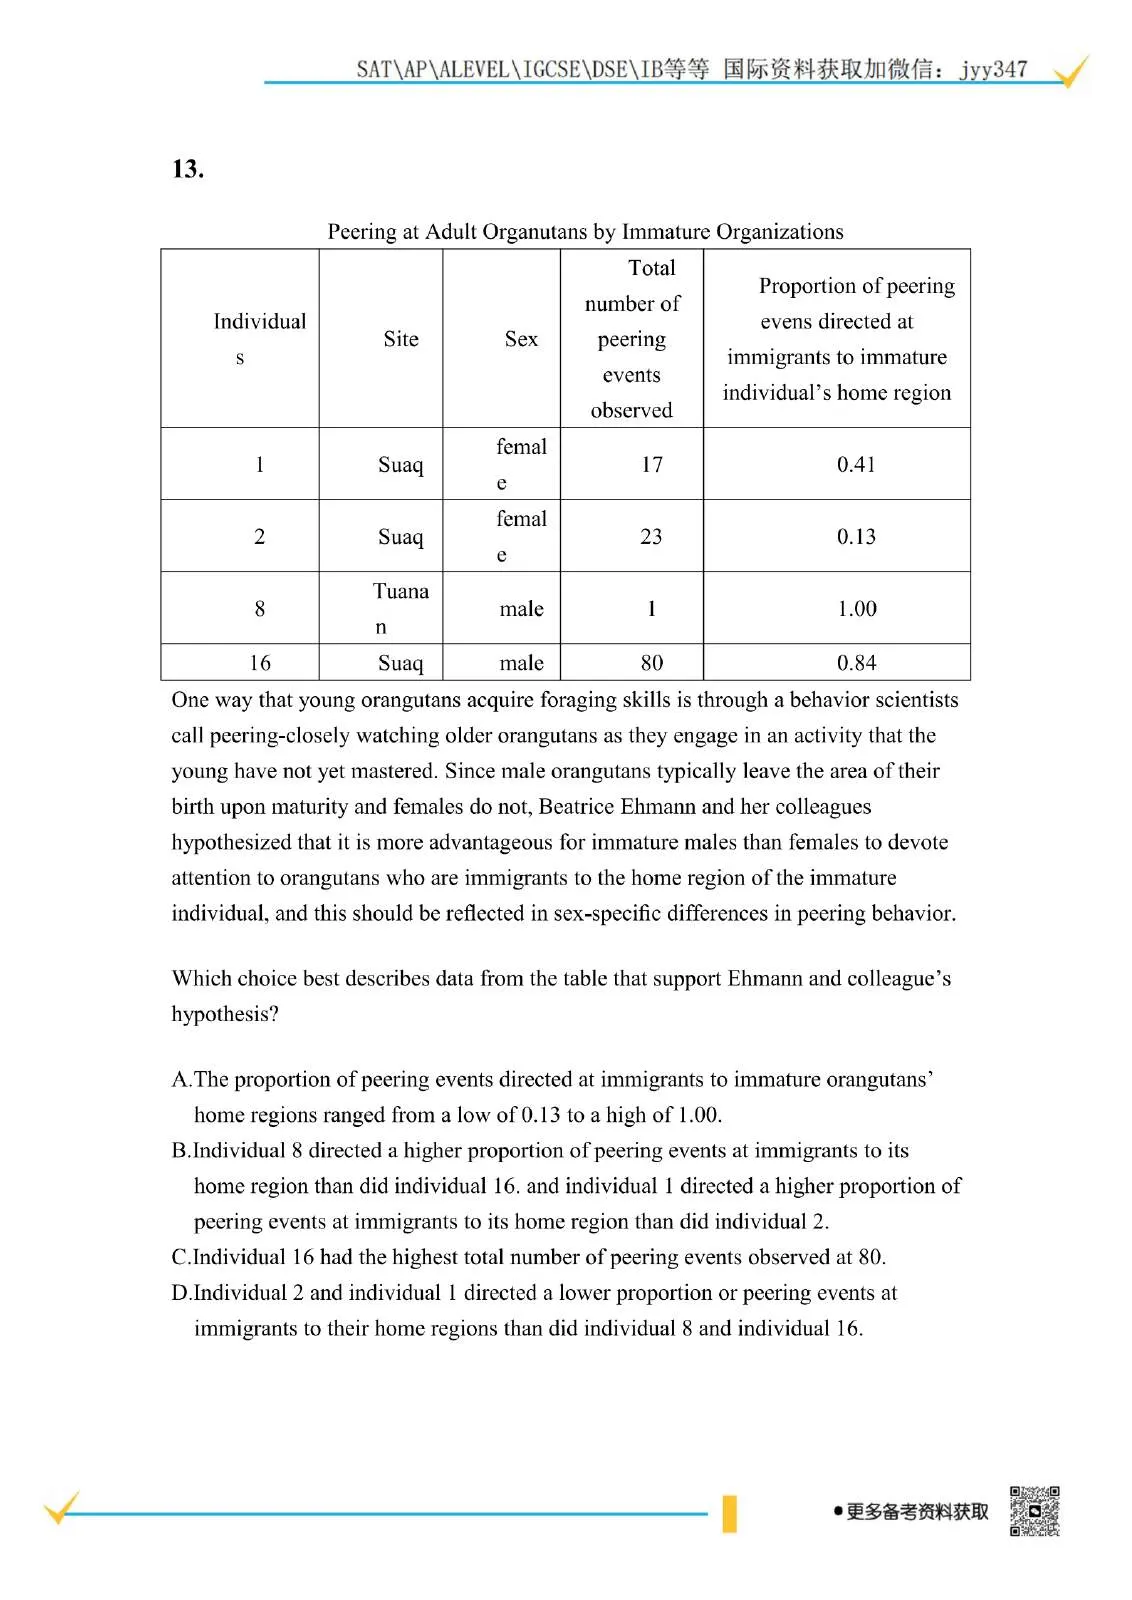 SAT\AP\ALEVEL\IGCSE\DSE\IB等等 国际资料获取加微信：jyy347
13.
Peering at Adult Organutans by Immature Organizations
Individual
s
Site
Sex
Total
number of
peering
events
observed
Proportion of peering
evens directed at
immigrants to immature
individual’s home region
1
Suaq
femal
e
17
0.41
2
Suaq
femal
e
23
0.13
8
Tuana
n
male
1
1.00
16
Suaq
male
80
0.84
One way that young orangutans acquire foraging skills is through a behavior scientists
call peering-closely watching older orangutans as they engage in an activity that the
young have not yet mastered. Since male orangutans typically leave the area of their
birth upon maturity and females do not, Beatrice Ehmann and her colleagues
hypothesized that it is more advantageous for immature males than females to devote
attention to orangutans who are immigrants to the home region of the immature
individual, and this should be reflected in sex-specific differences in peering behavior.
Which choice best describes data from the table that support Ehmann and colleague’s
hypothesis?
A.The proportion of peering events directed at immigrants to immature orangutans’
home regions ranged from a low of 0.13 to a high of 1.00.
B.Individual 8 directed a higher proportion of peering events at immigrants to its
home region than did individual 16. and individual 1 directed a higher proportion of
peering events at immigrants to its home region than did individual 2.
C.Individual 16 had the highest total number of peering events observed at 80.
D.Individual 2 and individual 1 directed a lower proportion or peering events at
immigrants to their home regions than did individual 8 and individual 16.
•更多备考资料获取